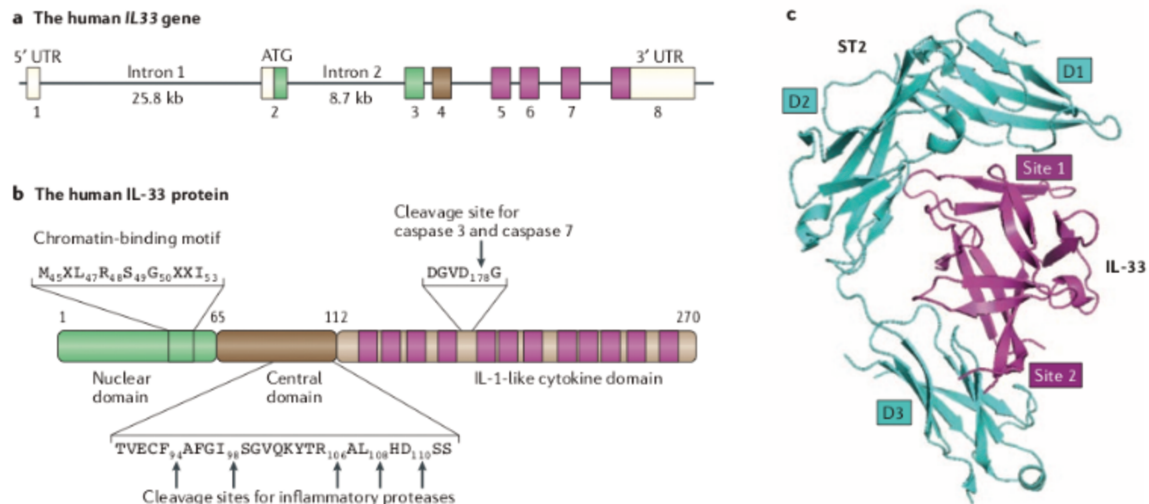 a The human IL33 gene
5′ UTR
ATG
3′ UTR
Intron 1
Intron 2
25.8 kb
8.7 kb
1 2 3 4 5 6 7 8
b The human IL-33 protein
Chromatin-binding motif
M45XL47R48S49G50XXI53
Cleavage site for
caspase 3 and caspase 7
DGVD178G
1 65 112 270
Nuclear
domain
Central
domain
IL-1-like cytokine domain
TVECF94AFGI98SGVQKYTR106AL108HD110SS
Cleavage sites for inflammatory proteases
c
ST2
D1
D2
Site 1
IL-33
Site 2
D3